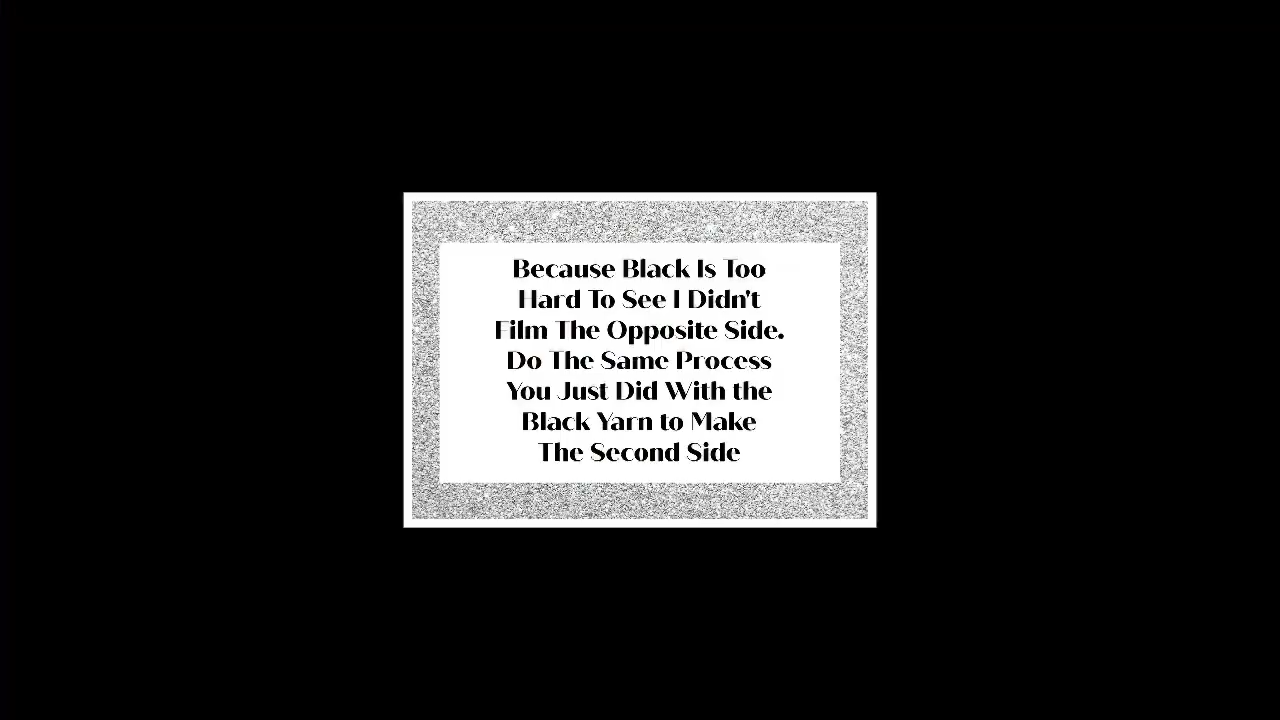 Because Black Is Too
Hard To See I Didn't
Film The Opposite Side.
Do The Same Process
You Just Did With the
Black Yarn to Make
The Second Side